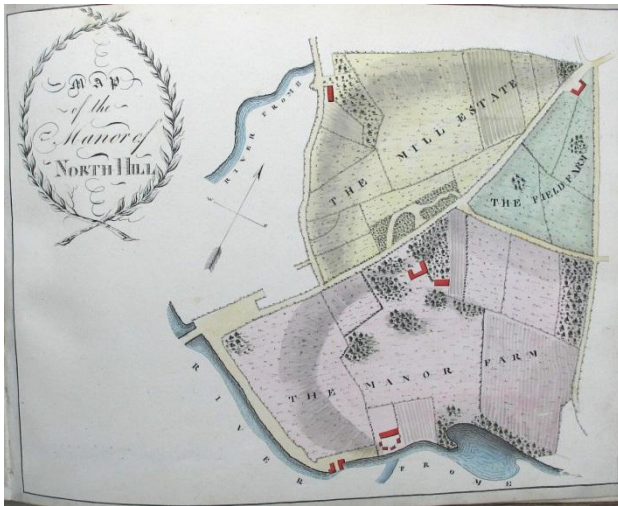 MAP
of the
Manor of
NORTH HILL
RIVER FROME
THE MILL ESTATE
THE FIELD FARM
THE MANOR FARM
RIVER FROME